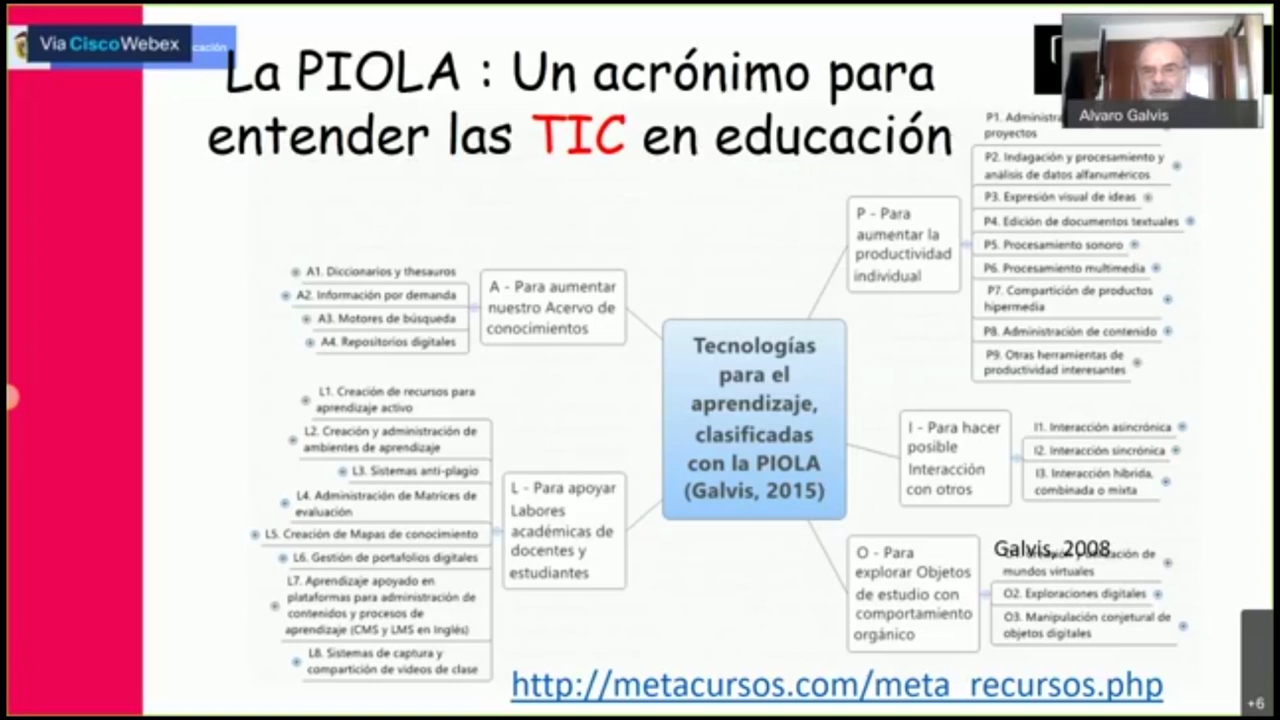 Via Cisco Webex
cación
La PIOLA : Un acrónimo para
entender las TIC en educación
Alvaro Galvis
P1.
proyectos
P2. Indagación y procesamiento y
análisis de datos alfanuméricos
P3. Expresión visual de ideas
P4. Edición de documentos textuales
P5. Procesamiento sonoro
P6. Procesamiento multimedia
P7. Compartición de productos
hipermedia
P8. Administración de contenido
P9. Otras herramientas de
productividad interesantes
P - Para
aumentar la
productividad
individual
A1. Diccionarios y thesauros
A2. Información por demanda
A3. Motores de búsqueda
A4. Repositorios digitales
A - Para aumentar
nuestro Acervo de
conocimientos
Tecnologías
para el
aprendizaje,
clasificadas
con la PIOLA
(Galvis, 2015)
L1. Creación de recursos para
aprendizaje activo
L2. Creación y administración de
ambientes de aprendizaje
L3. Sistemas anti-plagio
L4. Administración de Matrices de
evaluación
L5. Creación de Mapas de conocimiento
L6. Gestión de portafolios digitales
L7. Aprendizaje apoyado en
plataformas para administración de
contenidos y procesos de
aprendizaje (CMS y LMS en Inglés)
L8. Sistemas de captura y
compartición de videos de clase
L - Para apoyar
Labores
académicas de
docentes y
estudiantes
I - Para hacer
posible
Interacción
con otros
I1. Interacción asincrónica
I2. Interacción sincrónica
I3. Interacción híbrida,
combinada o mixta
O - Para
explorar Objetos
de estudio con
comportamiento
orgánico
Galvis, 2008
de
mundos virtuales
O2. Exploraciones digitales
O3. Manipulación conjetural de
objetos digitales
http://metacursos.com/meta_recursos.php
+6